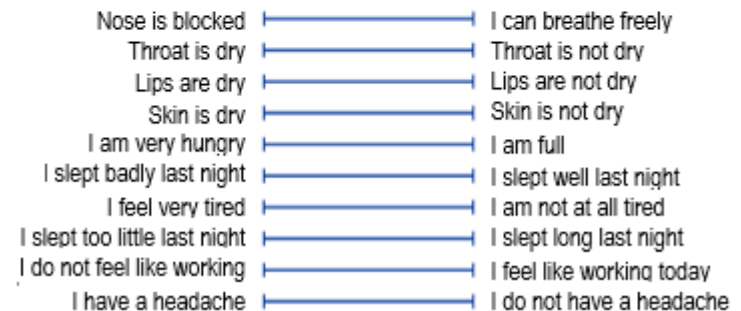 Nose is blocked I can breathe freely
Throat is dry Throat is not dry
Lips are dry Lips are not dry
Skin is dry Skin is not dry
I am very hungry I am full
I slept badly last night I slept well last night
I feel very tired I am not at all tired
I slept too little last night I slept long last night
I do not feel like working I feel like working today
I have a headache I do not have a headache